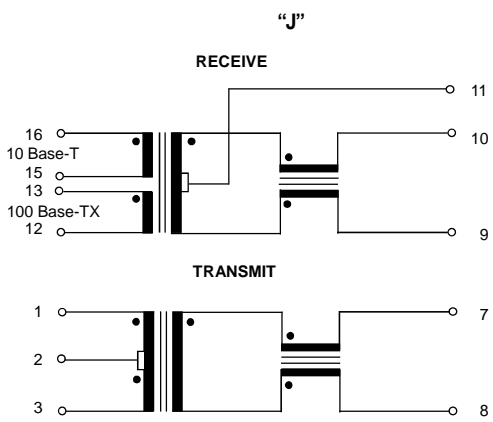 “J”
RECEIVE
11
16
10
10 Base-T
15
13
100 Base-TX
12
9
TRANSMIT
1
7
2
3
8